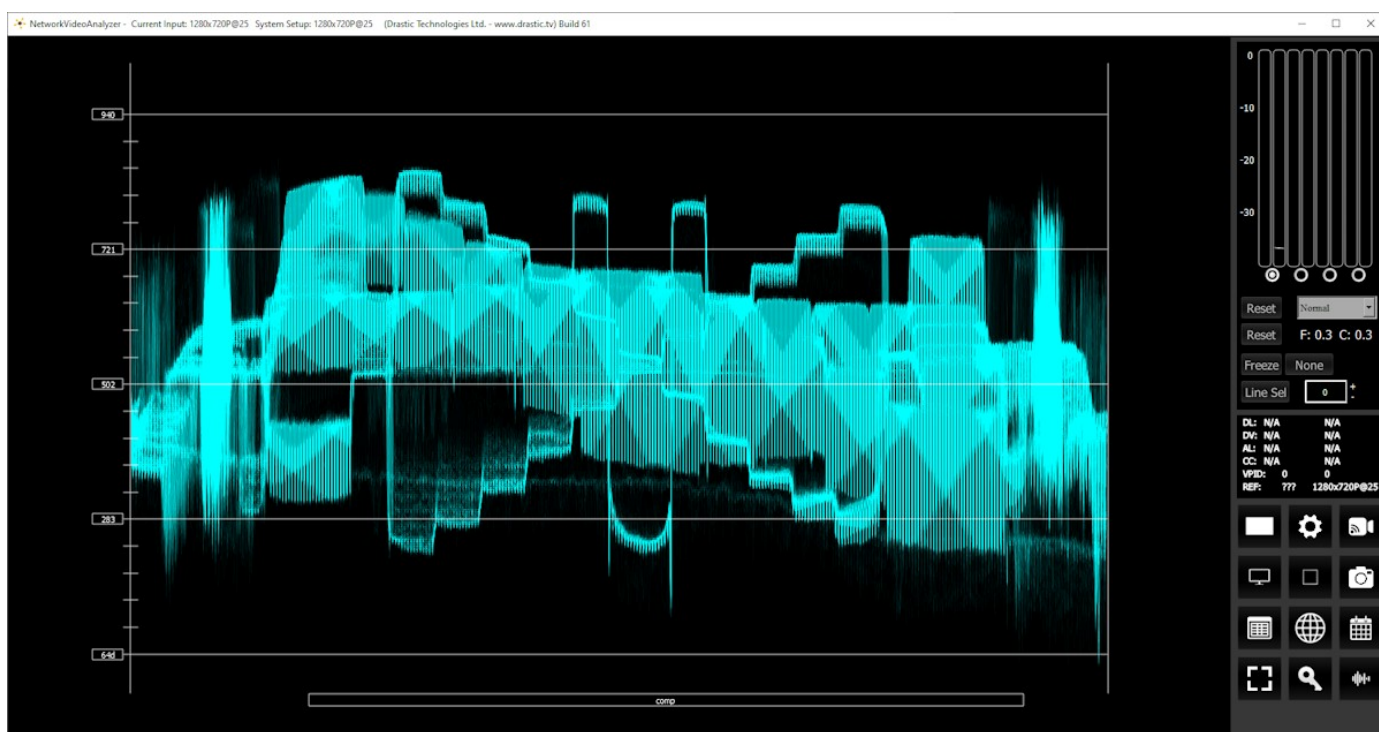 NetworkVideoAnalyzer - Current Input: 1280x720P@25 System Setup: 1280x720P@25 (Drastic Technologies Ltd. - www.drastic.tv) Build 61
940
721
502
283
64d
comp
0
-10
-20
-30
Reset Normal
Reset F: 0.3 C: 0.3
Freeze None
Line Sel 0 + -
DL: N/A N/A
DV: N/A N/A
AL: N/A N/A
CC: N/A N/A
VPID: 0 0
REF: ??? 1280x720P@25